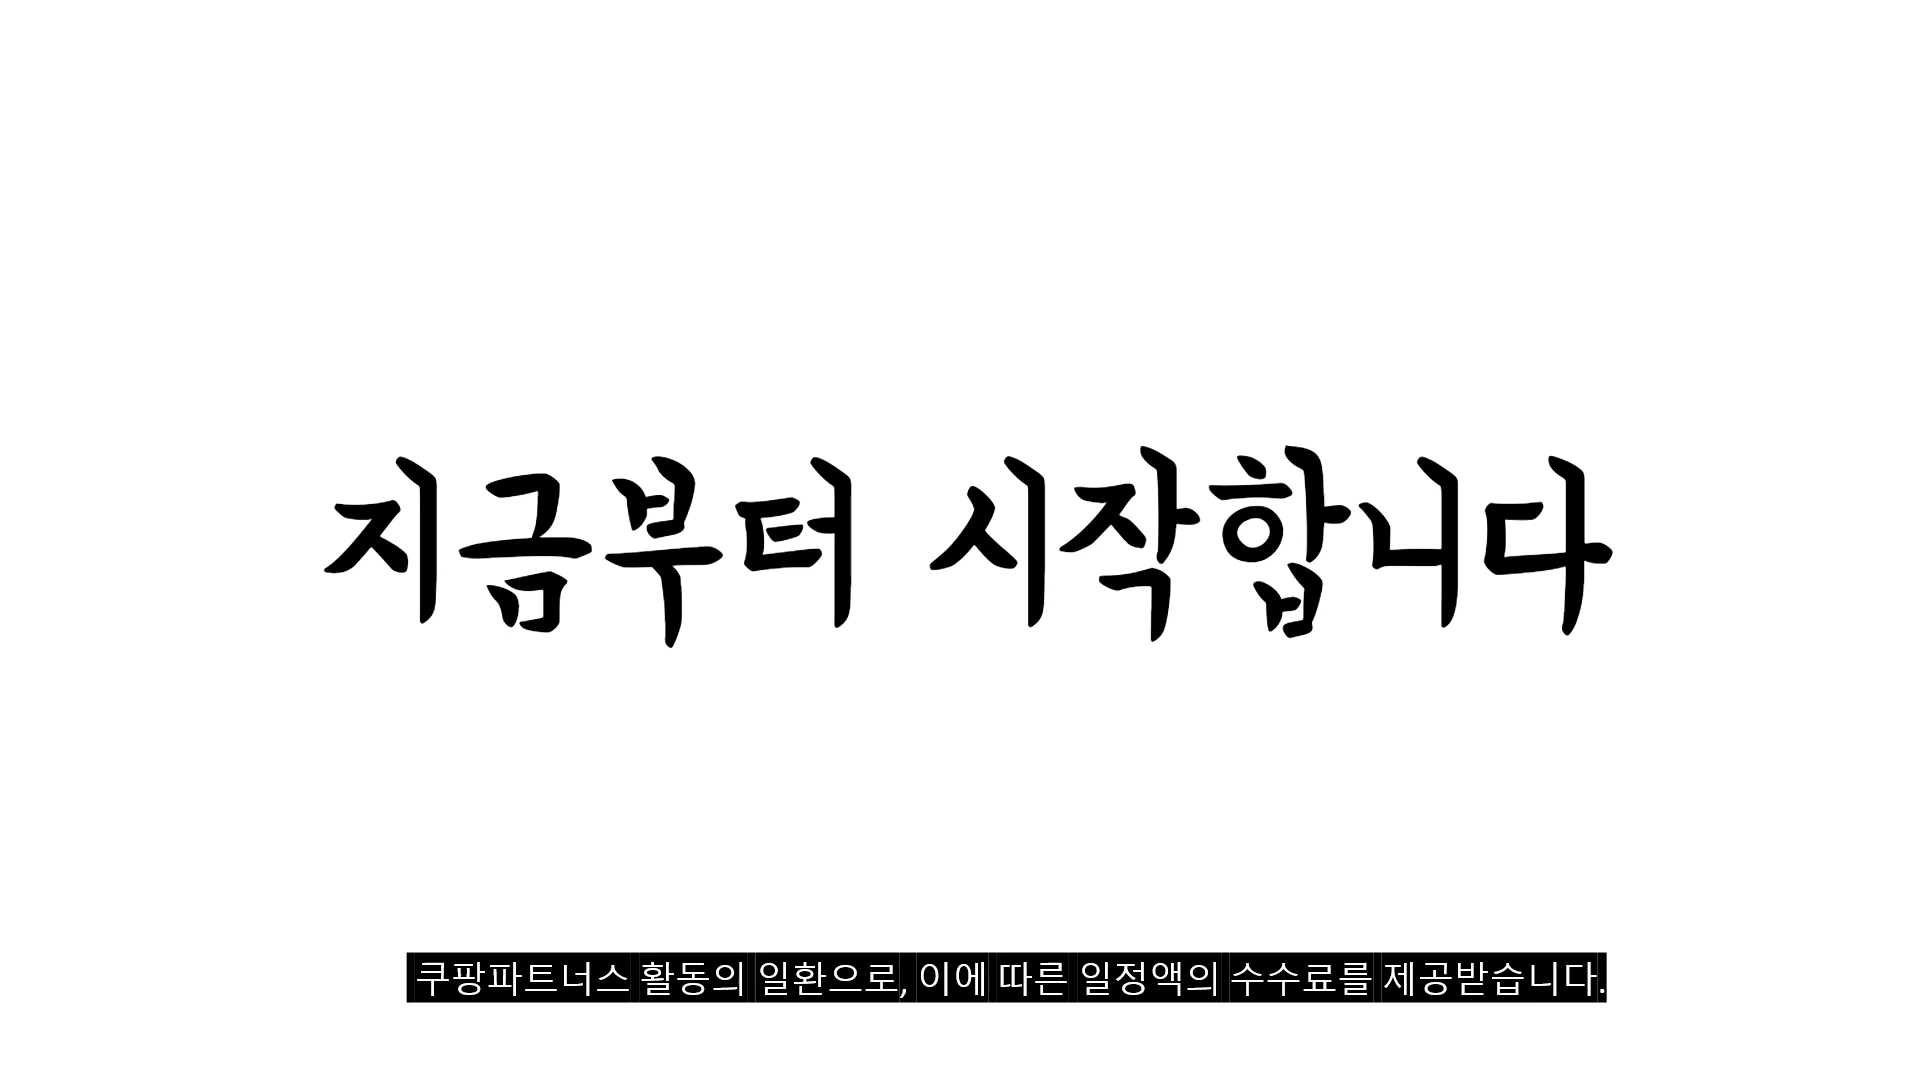 지금부터 시작합니다
쿠팡파트너스 활동의 일환으로, 이에 따른 일정액의 수수료를 제공받습니다.